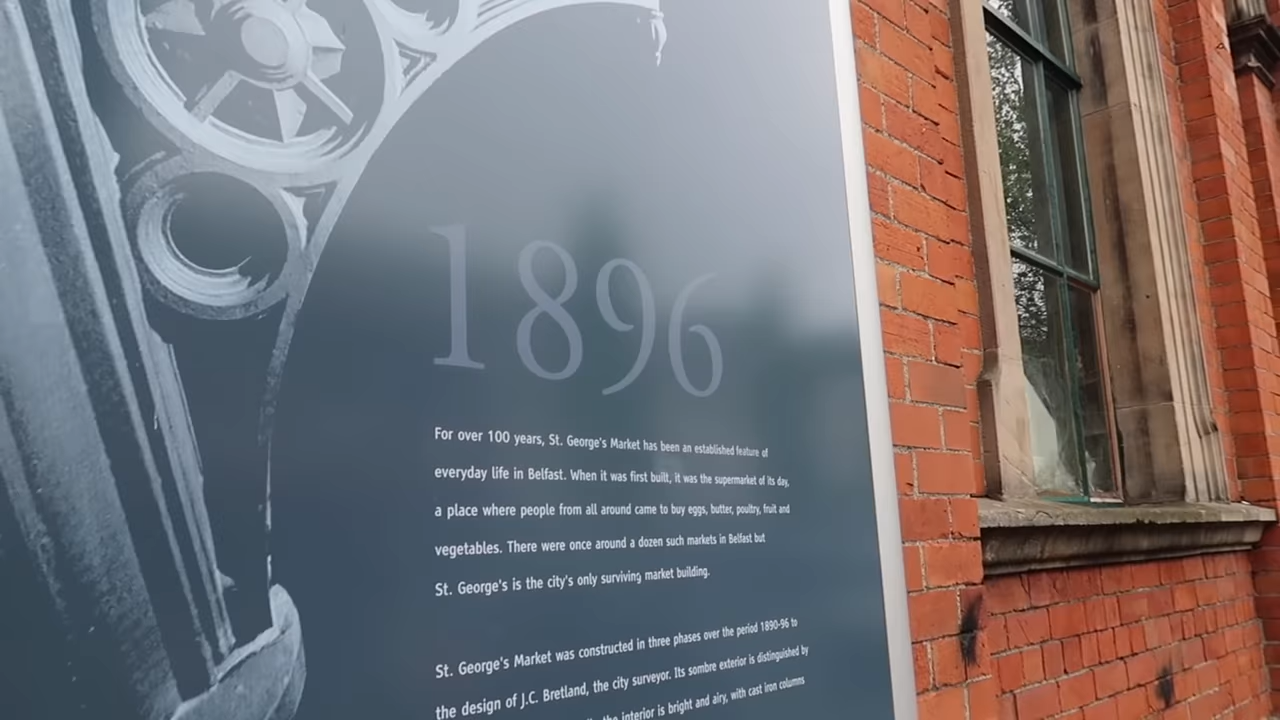 1896
For over 100 years, St. George's Market has been an established feature of
everyday life in Belfast. When it was first built, it was the supermarket of its day,
a place where people from all around came to buy eggs, butter, poultry, fruit and
vegetables. There were once around a dozen such markets in Belfast but
St. George's is the city's only surviving market building.
St. George's Market was constructed in three phases over the period 1890-96 to
the design of J.C. Bretland, the city surveyor. Its sombre exterior is distinguished by
the interior is bright and airy, with cast iron columns